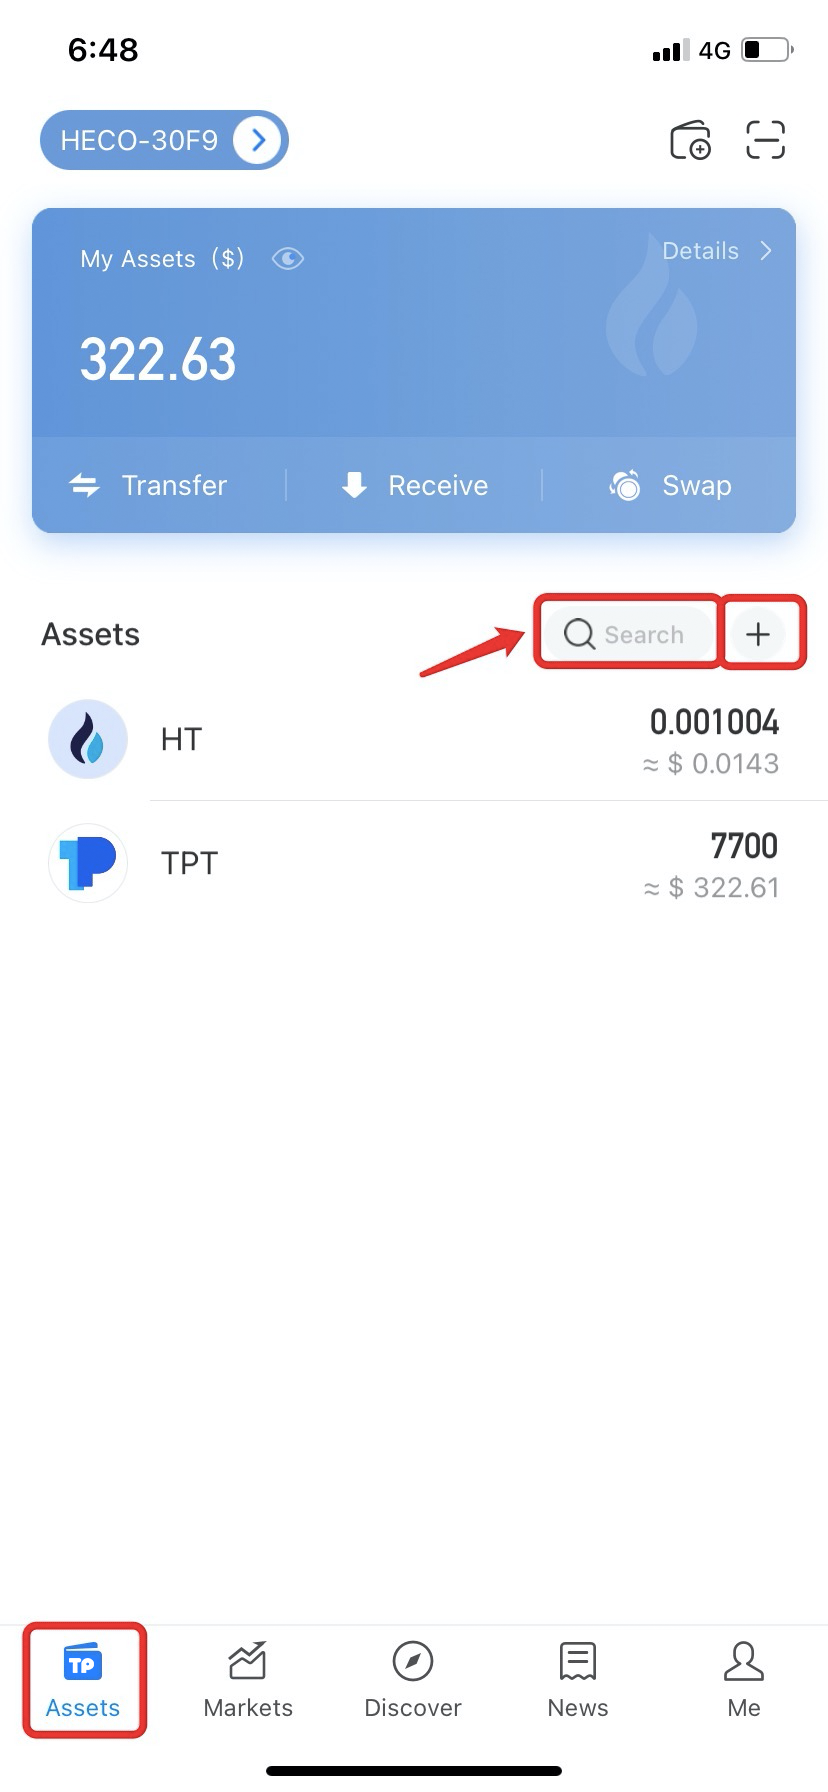 6:48 4G
HECO-30F9
My Assets ($) Details
322.63
Transfer Receive Swap
Assets Search
HT 0.001004
≈ $ 0.0143
TPT 7700
≈ $ 322.61
TP
Assets Markets Discover News Me